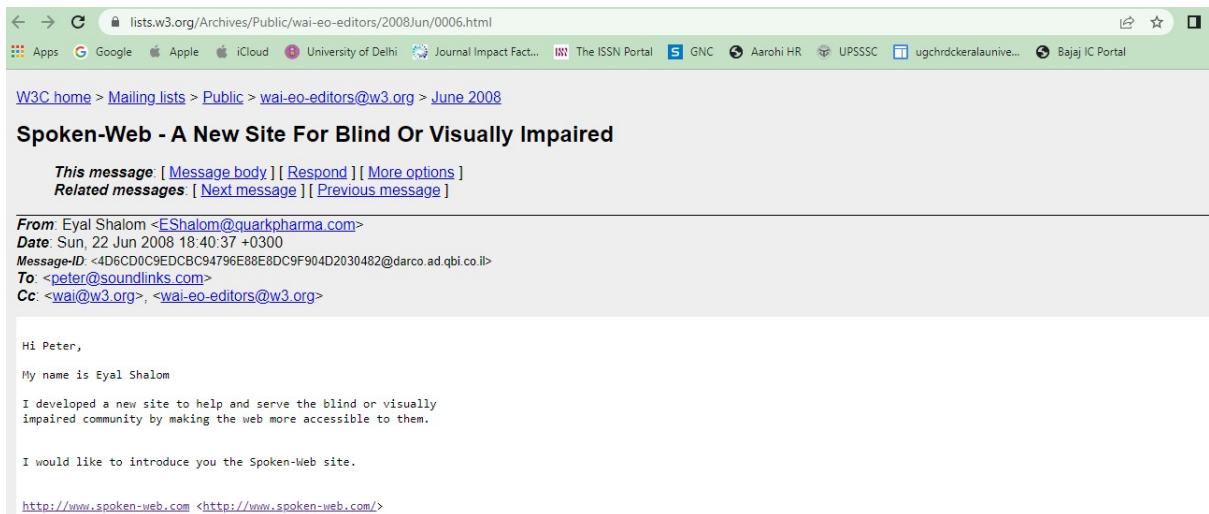 lists.w3.org/Archives/Public/wai-eo-editors/2008Jun/0006.html
Apps Google Apple iCloud University of Delhi Journal Impact Fact... The ISSN Portal GNC Aarohi HR UPSSSC ugchrdckeralaunive... Bajaj IC Portal
W3C home > Mailing lists > Public > wai-eo-editors@w3.org > June 2008
Spoken-Web - A New Site For Blind Or Visually Impaired
This message: [ Message body ] [ Respond ] [ More options ]
Related messages: [ Next message ] [ Previous message ]
From: Eyal Shalom <EShalom@quarkpharma.com>
Date: Sun, 22 Jun 2008 18:40:37 +0300
Message-ID: <4D6CD0C9EDCBC94796E88E8DC9F904D2030482@darco.ad.qbi.co.il>
To: <peter@soundlinks.com>
Cc: <wai@w3.org>, <wai-eo-editors@w3.org>
Hi Peter,
My name is Eyal Shalom
I developed a new site to help and serve the blind or visually
impaired community by making the web more accessible to them.
I would like to introduce you the Spoken-Web site.
http://www.spoken-web.com <http://www.spoken-web.com/>